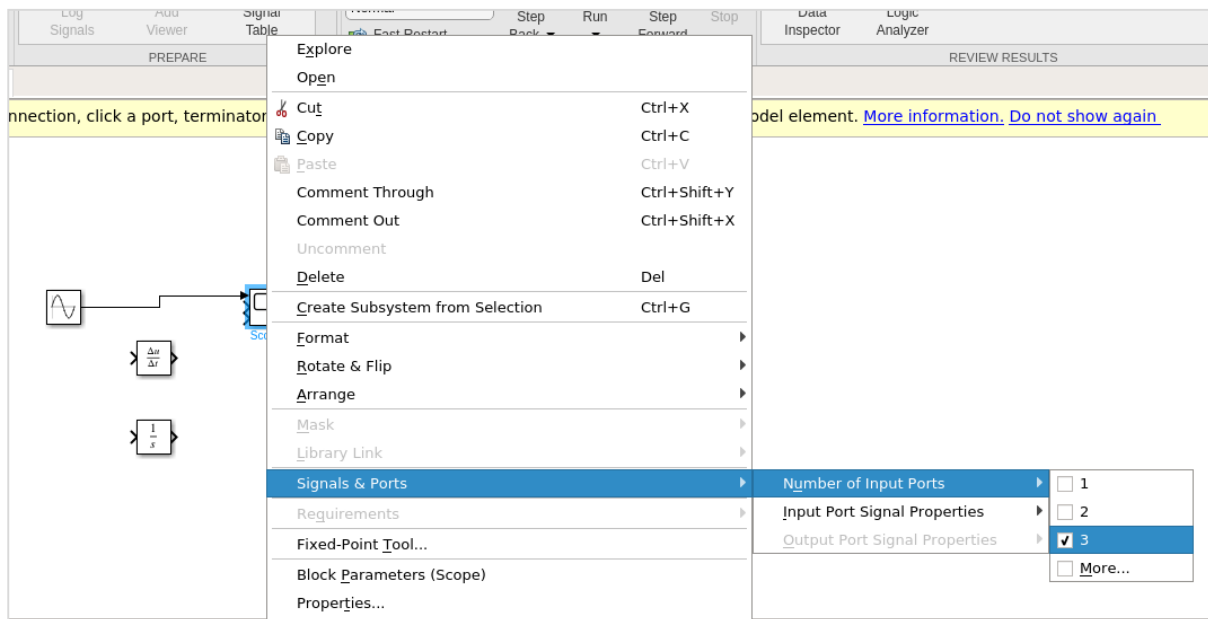 Log
Signals
Add
Viewer
Signal
Table
Normal
Fast Restart
Step
Back
Run
Step
Forward
Stop
Data
Inspector
Logic
Analyzer
PREPARE
REVIEW RESULTS
nnection, click a port, terminator
odel element. More information. Do not show again
Explore
Open
Cut Ctrl+X
Copy Ctrl+C
Paste Ctrl+V
Comment Through Ctrl+Shift+Y
Comment Out Ctrl+Shift+X
Uncomment
Delete Del
Create Subsystem from Selection Ctrl+G
Format
Rotate & Flip
Arrange
Mask
Library Link
Signals & Ports
Requirements
Fixed-Point Tool...
Block Parameters (Scope)
Properties...
Number of Input Ports
Input Port Signal Properties
Output Port Signal Properties
1
2
3
More...
Sco
Δu
Δt
1
s